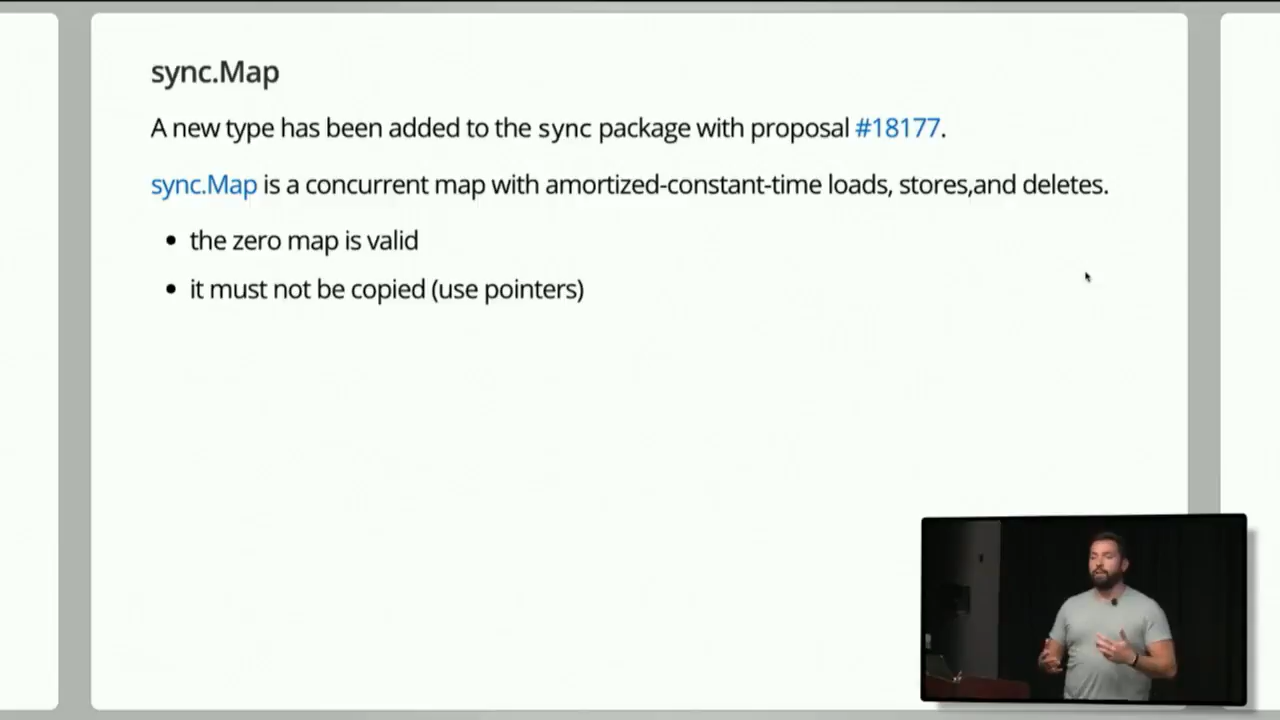 sync.Map
A new type has been added to the sync package with proposal #18177.
sync.Map is a concurrent map with amortized-constant-time loads, stores,and deletes.
• the zero map is valid
• it must not be copied (use pointers)